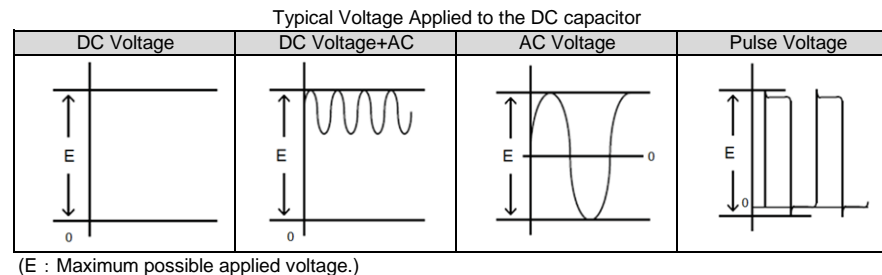 Typical Voltage Applied to the DC capacitor
DC Voltage DC Voltage+AC AC Voltage Pulse Voltage
E E E E
0 0 0 0
(E：Maximum possible applied voltage.)